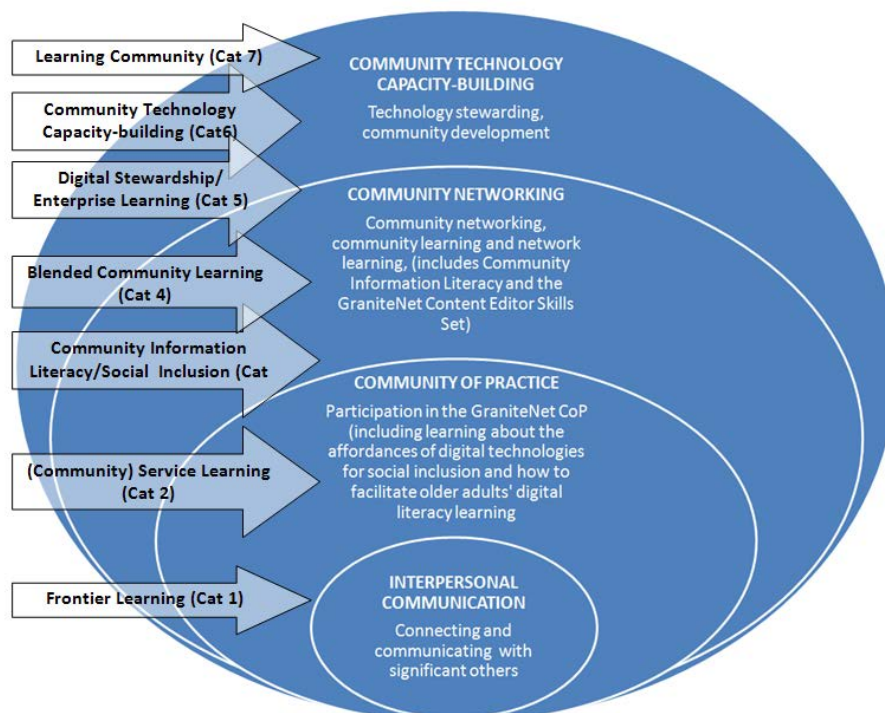 Learning Community (Cat 7)
Community Technology
Capacity-building (Cat6)
Digital Stewardship/
Enterprise Learning (Cat 5)
Blended Community Learning
(Cat 4)
Community Information
Literacy/Social Inclusion (Cat
(Community) Service Learning
(Cat 2)
Frontier Learning (Cat 1)
COMMUNITY TECHNOLOGY
CAPACITY-BUILDING
Technology stewarding,
community development
COMMUNITY NETWORKING
Community networking,
community learning and network
learning, (includes Community
Information Literacy and the
GraniteNet Content Editor Skills
Set)
COMMUNITY OF PRACTICE
Participation in the GraniteNet CoP
(including learning about the
affordances of digital technologies
for social inclusion and how to
facilitate older adults' digital
literacy learning
INTERPERSONAL
COMMUNICATION
Connecting and
communicating with
significant others